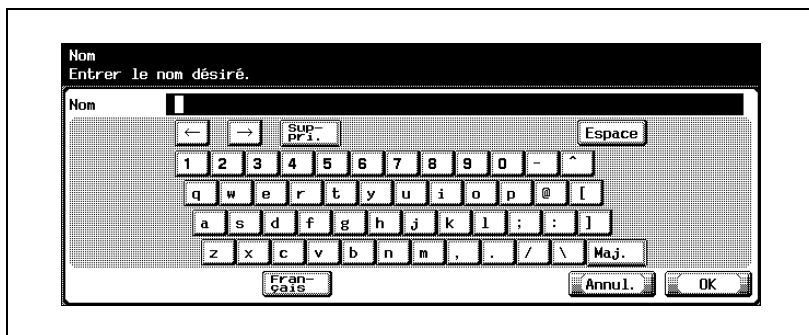 Nom
Entrer le nom désiré.
Nom
← → Sup-
pri. Espace
1 2 3 4 5 6 7 8 9 0 - ^
q w e r t y u i o p @ [
a s d f g h j k l ; : ]
z x c v b n m , . / \ Maj.
Fran-
çais Annul. OK